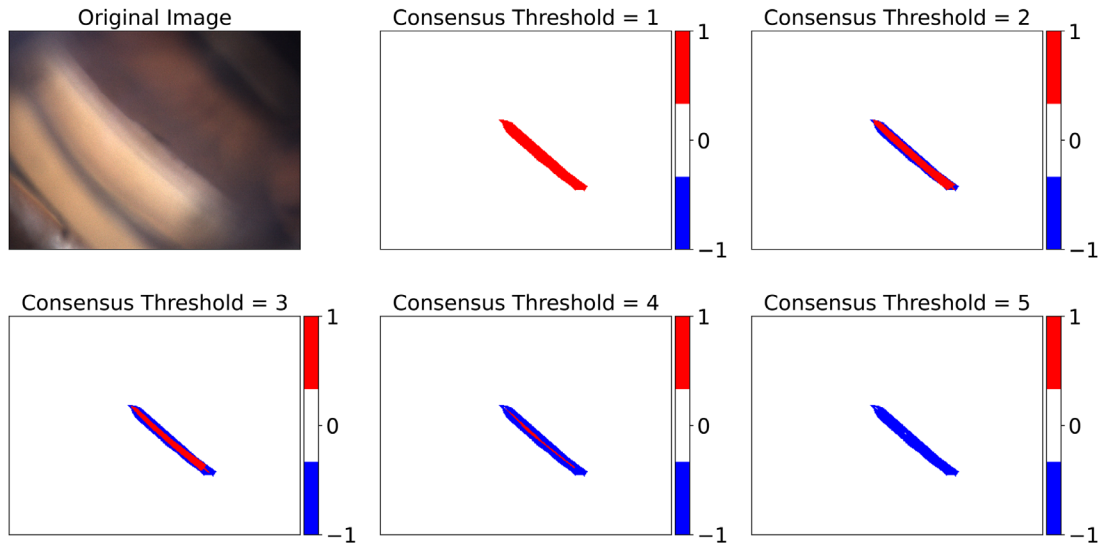 Original Image
Consensus Threshold = 1
1
0
−1
Consensus Threshold = 2
1
0
−1
Consensus Threshold = 3
1
0
−1
Consensus Threshold = 4
1
0
−1
Consensus Threshold = 5
1
0
−1